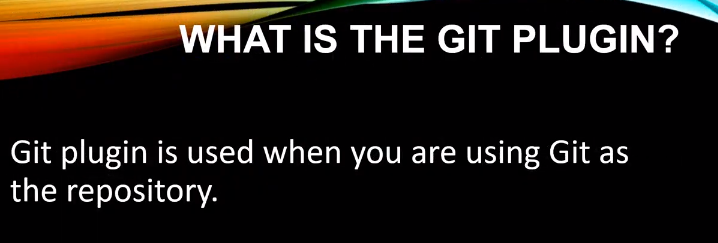 WHAT IS THE GIT PLUGIN?
Git plugin is used when you are using Git as
the repository.